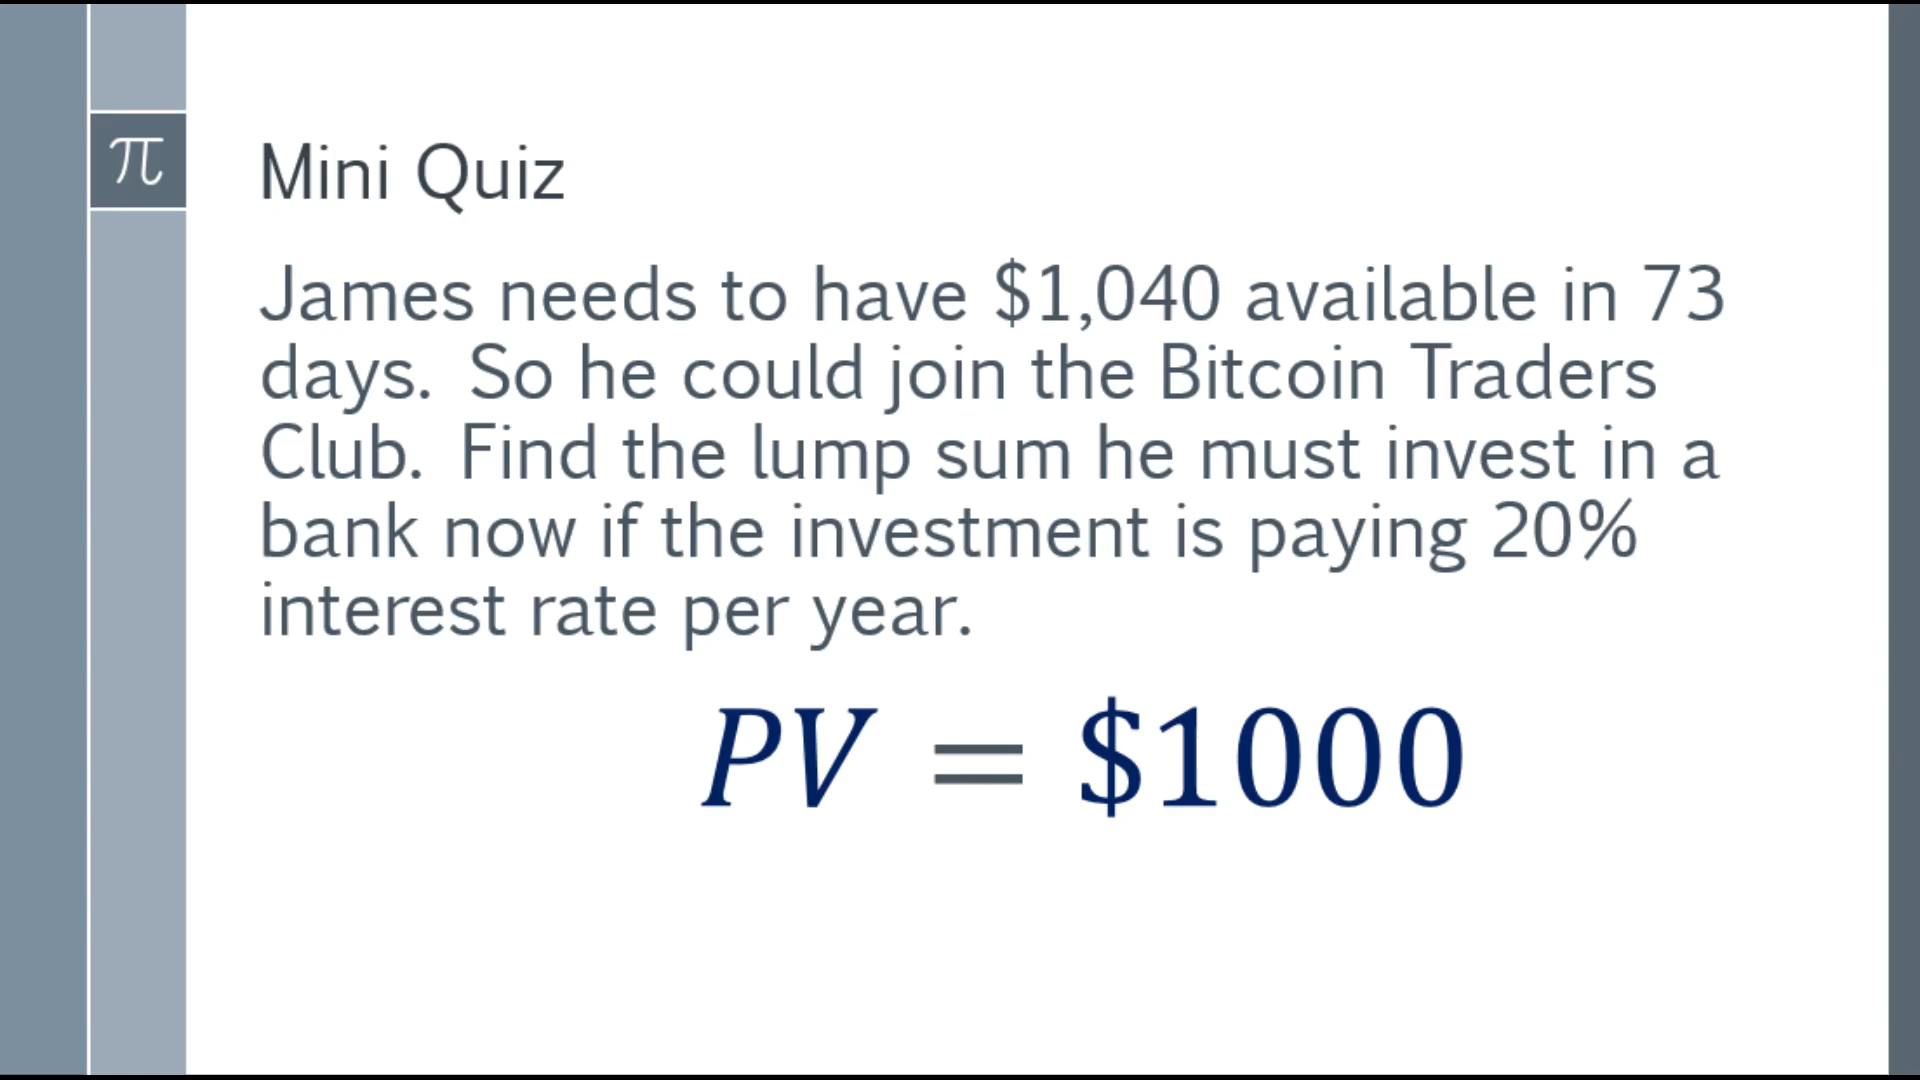 π
Mini Quiz
James needs to have $1,040 available in 73
days.  So he could join the Bitcoin Traders
Club.  Find the lump sum he must invest in a
bank now if the investment is paying 20%
interest rate per year.
PV = $1000